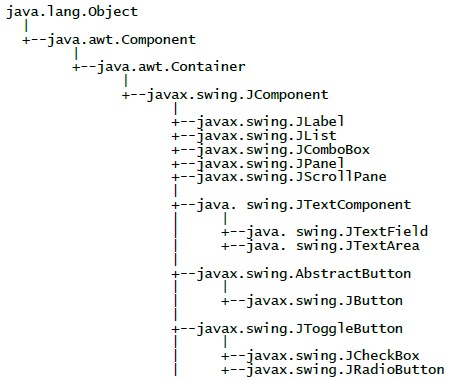 java.lang.Object
|
+--java.awt.Component
|
+--java.awt.Container
|
+--javax.swing.JComponent
|
+--javax.swing.JLabel
+--javax.swing.JList
+--javax.swing.JComboBox
+--javax.swing.JPanel
+--javax.swing.JScrollPane
|
+--java. swing.JTextComponent
| |
| +--java. swing.JTextField
| +--java. swing.JTextArea
|
+--javax.swing.AbstractButton
| |
| +--javax.swing.JButton
|
+--javax.swing.JToggleButton
| |
| +--javax.swing.JCheckBox
| +--javax.swing.JRadioButton